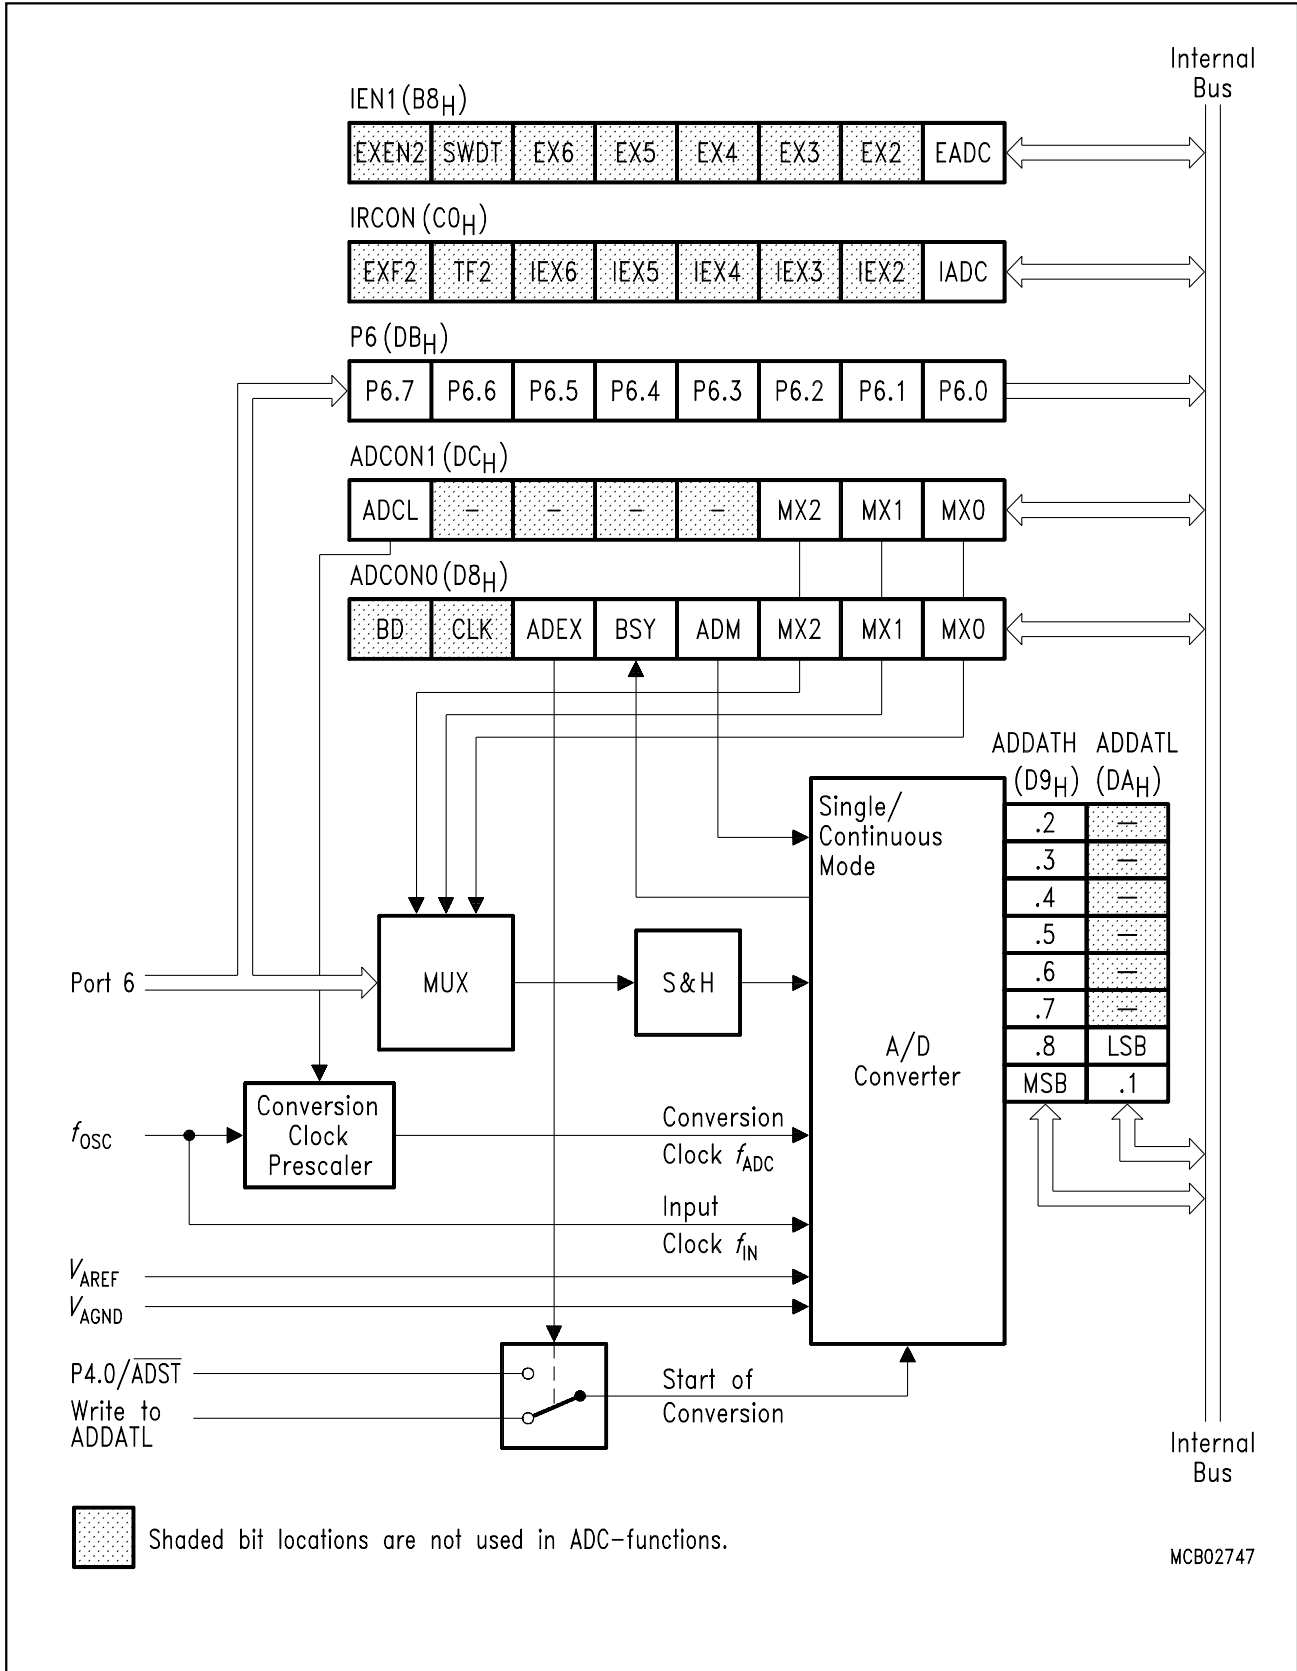 Internal
Bus
IEN1 (B8H)
EXEN2 SWDT EX6 EX5 EX4 EX3 EX2 EADC
IRCON (C0H)
EXF2 TF2 IEX6 IEX5 IEX4 IEX3 IEX2 IADC
P6 (DBH)
P6.7 P6.6 P6.5 P6.4 P6.3 P6.2 P6.1 P6.0
ADCON1 (DCH)
ADCL – – – – MX2 MX1 MX0
ADCON0 (D8H)
BD CLK ADEX BSY ADM MX2 MX1 MX0
ADDATH ADDATL
(D9H) (DAH)
Single/
Continuous
Mode
.2 –
.3 –
.4 –
.5 –
.6 –
.7 –
.8 LSB
MSB .1
Port 6
MUX
S&H
A/D
Converter
fOSC
Conversion
Clock
Prescaler
Conversion
Clock fADC
Input
Clock fIN
VAREF
VAGND
P4.0/A̅D̅S̅T̅
Write to
ADDATL
Start of
Conversion
Internal
Bus
Shaded bit locations are not used in ADC–functions.
MCB02747